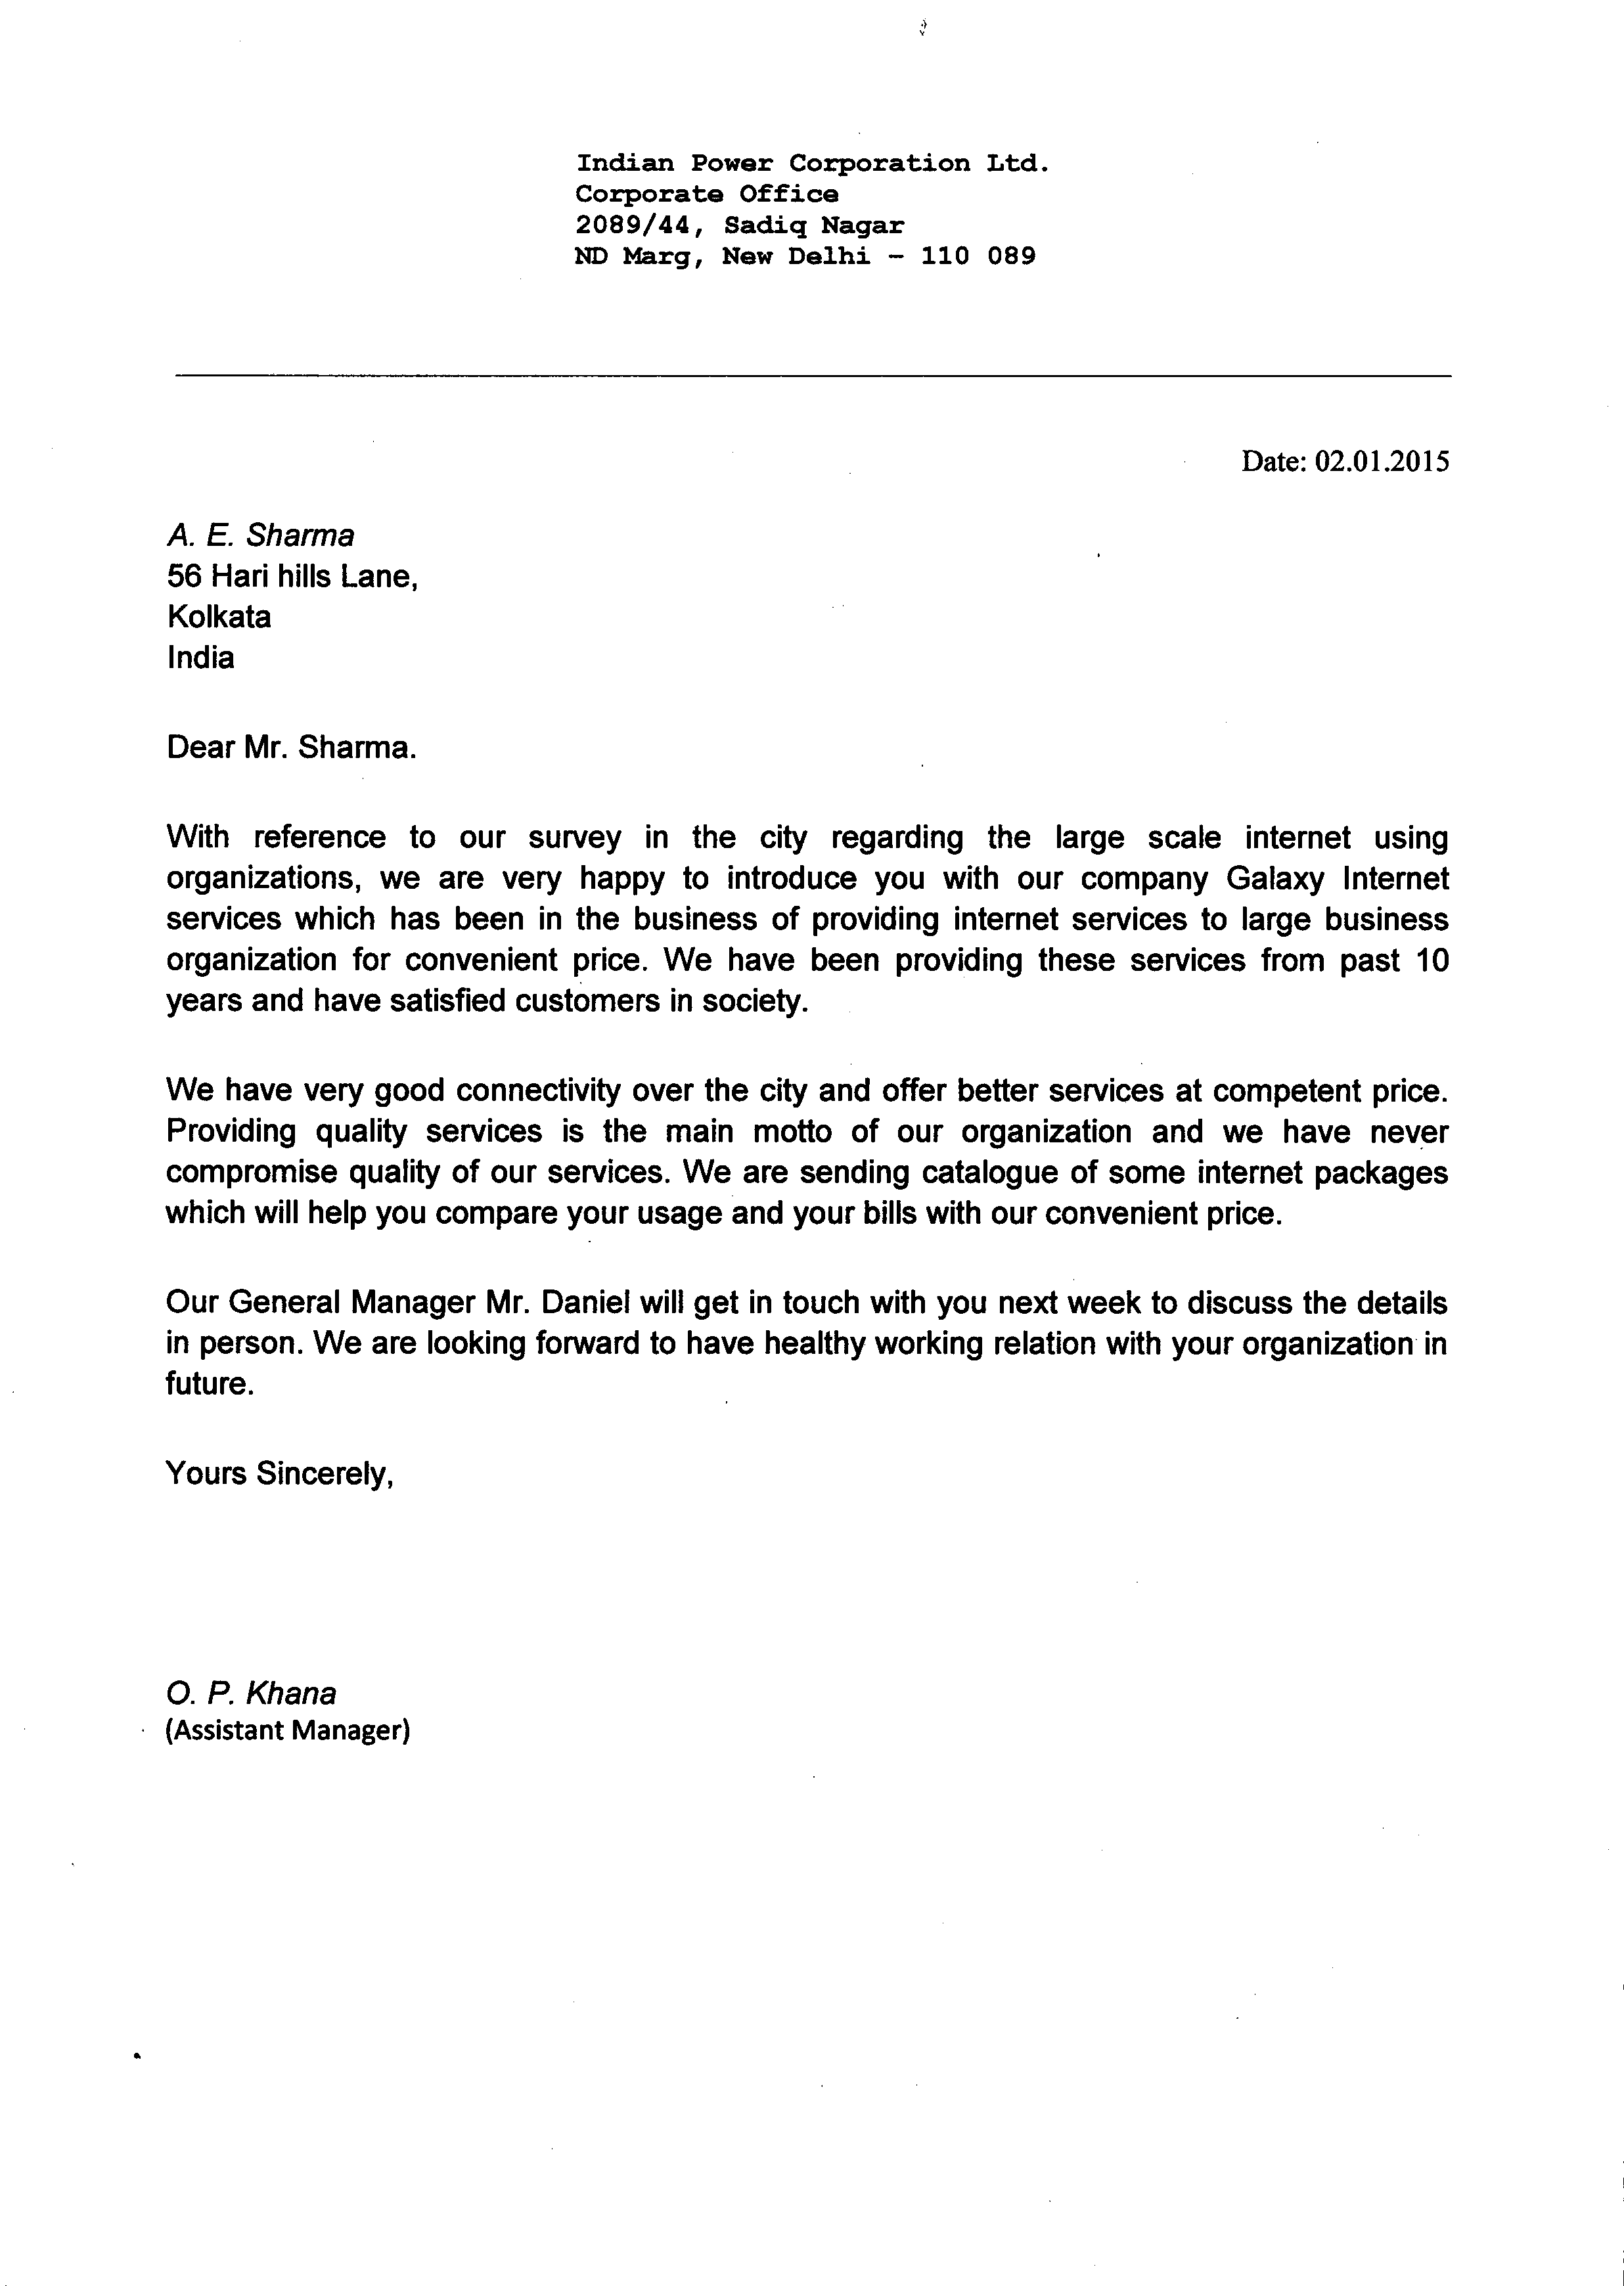 Indian Power Corporation Ltd.
Corporate Office
2089/44, Sadiq Nagar
ND Marg, New Delhi - 110 089
Date: 02.01.2015
A. E. Sharma
56 Hari hills Lane,
Kolkata
India
Dear Mr. Sharma.
With reference to our survey in the city regarding the large scale internet using
organizations, we are very happy to introduce you with our company Galaxy Internet
services which has been in the business of providing internet services to large business
organization for convenient price. We have been providing these services from past 10
years and have satisfied customers in society.
We have very good connectivity over the city and offer better services at competent price.
Providing quality services is the main motto of our organization and we have never
compromise quality of our services. We are sending catalogue of some internet packages
which will help you compare your usage and your bills with our convenient price.
Our General Manager Mr. Daniel will get in touch with you next week to discuss the details
in person. We are looking forward to have healthy working relation with your organization in
future.
Yours Sincerely,
O. P. Khana
(Assistant Manager)